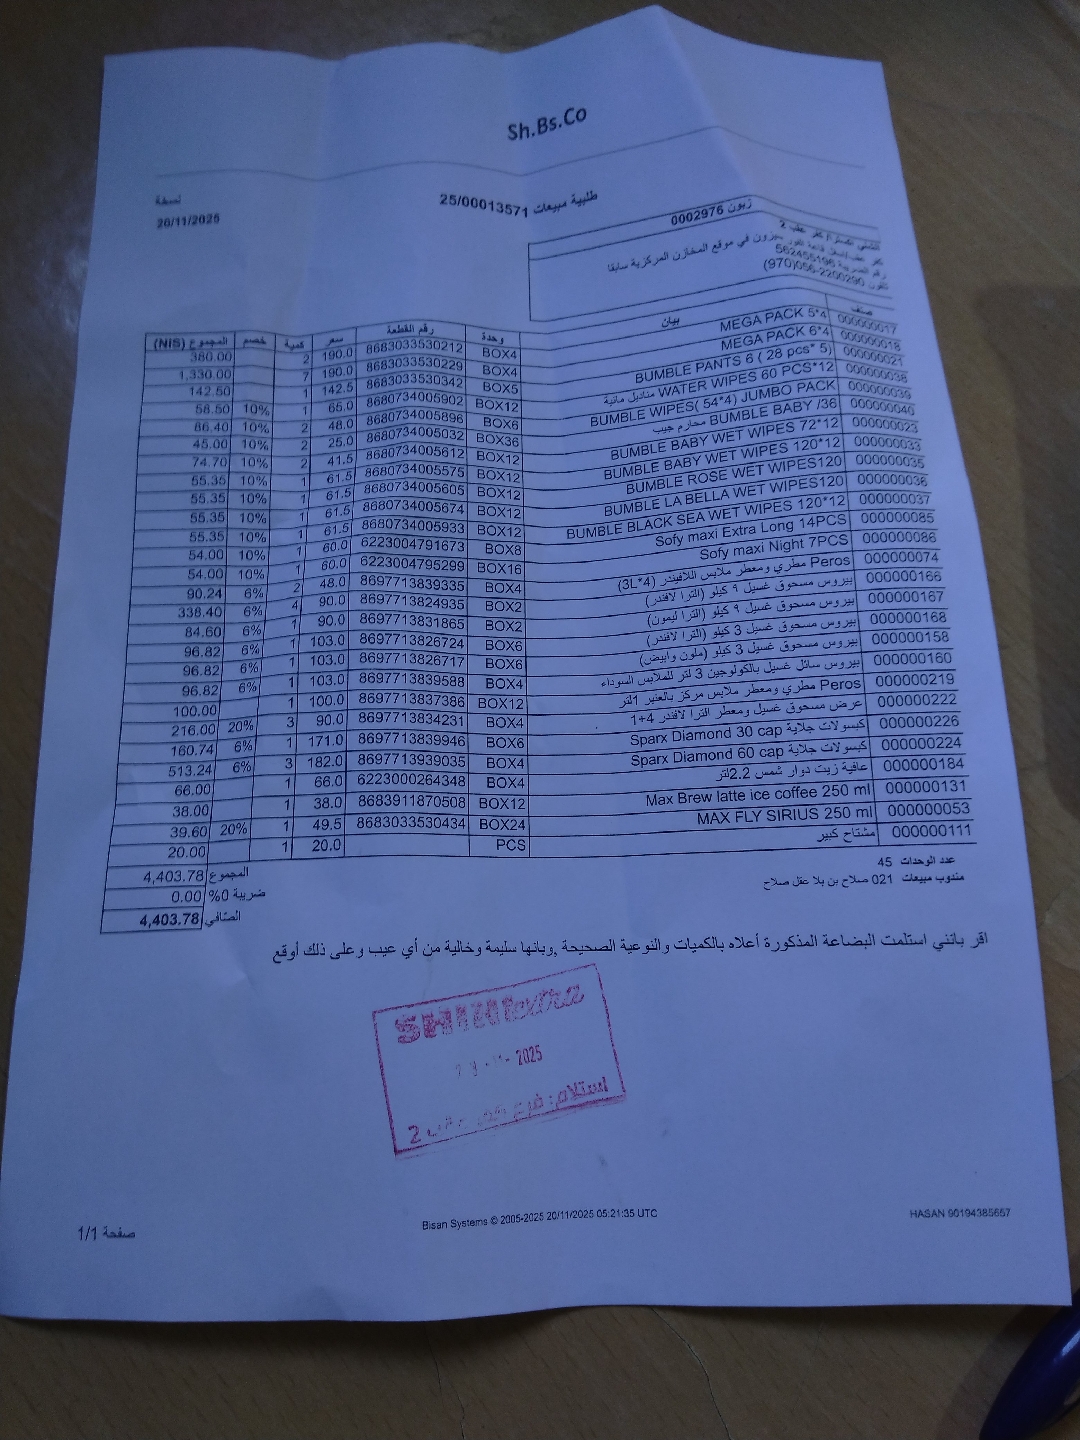 Sh.Bs.Co
نسخة
طلبية مبيعات 25/00013571
20/11/2025
زبون 0002976
في موقع المخازن المركزية سابقا
562455196
تلفون 056-2200290(970)
صنف بيان وحدة رقم القطعة سعر كمية خصم المجموع (NIS)
000000017 MEGA PACK 5*4 BOX4 8683033530212 190.0 2 380.00
000000018 MEGA PACK 6*4 BOX4 8683033530229 190.0 7 1,330.00
000000021 BUMBLE PANTS 6 ( 28 pcs* 5) BOX5 8683033530342 142.5 1 142.50
000000038 مناديل مائية WATER WIPES 60 PCS*12 BOX12 8680734005902 65.0 1 10% 58.50
000000039 BUMBLE WIPES( 54*4) JUMBO PACK BOX6 8680734005896 48.0 2 10% 86.40
000000040 محارم جيب BUMBLE BABY /36 BOX36 8680734005032 25.0 2 10% 45.00
000000023 BUMBLE BABY WET WIPES 72*12 BOX12 8680734005612 41.5 2 10% 74.70
000000033 BUMBLE BABY WET WIPES 120*12 BOX12 8680734005575 61.5 1 10% 55.35
000000035 BUMBLE ROSE WET WIPES120 BOX12 8680734005605 61.5 1 10% 55.35
000000036 BUMBLE LA BELLA WET WIPES120 BOX12 8680734005674 61.5 1 10% 55.35
000000037 BUMBLE BLACK SEA WET WIPES 120*12 BOX12 8680734005933 61.5 1 10% 55.35
000000085 Sofy maxi Extra Long 14PCS BOX8 6223004791673 60.0 1 10% 54.00
000000086 Sofy maxi Night 7PCS BOX16 6223004795299 60.0 1 10% 54.00
000000074 Peros مطري ومعطر ملابس اللافيندر (4*3L) BOX4 8697713839335 48.0 2 6% 90.24
000000166 بيروس مسحوق غسيل ٩ كيلو (الترا لافندر) BOX2 8697713824935 90.0 4 6% 338.40
000000167 بيروس مسحوق غسيل ٩ كيلو (الترا ليمون) BOX2 8697713831865 90.0 1 6% 84.60
000000168 بيروس مسحوق غسيل 3 كيلو (الترا لافندر) BOX6 8697713826724 103.0 1 6% 96.82
000000158 بيروس مسحوق غسيل 3 كيلو (ملون وابيض) BOX6 8697713826717 103.0 1 6% 96.82
000000160 بيروس سائل غسيل بالكولوجين 3 لتر للملابس السوداء BOX4 8697713839588 103.0 1 6% 96.82
000000219 Peros مطري ومعطر ملابس مركز بالعنبر 1لتر BOX12 8697713837386 100.0 1 100.00
000000222 عرض مسحوق غسيل ومعطر الترا لافندر 4+1 BOX4 8697713834231 90.0 3 20% 216.00
000000226 كبسولات جلاية Sparx Diamond 30 cap BOX6 8697713839946 171.0 1 6% 160.74
000000224 كبسولات جلاية Sparx Diamond 60 cap BOX4 8697713939035 182.0 3 6% 513.24
000000184 عافية زيت دوار شمس 2.2لتر BOX4 6223000264348 66.0 1 66.00
000000131 Max Brew latte ice coffee 250 ml BOX12 8683911870508 38.0 1 38.00
000000053 MAX FLY SIRIUS 250 ml BOX24 8683033530434 49.5 1 20% 39.60
000000111 مشتاح كبير PCS 20.0 1 20.00
عدد الوحدات 45
المجموع 4,403.78
مندوب مبيعات 021 صلاح بن بلا عقل صلاح
ضريبة 0% 0.00
الصافي 4,403.78
اقر بانني استلمت البضاعة المذكورة أعلاه بالكميات والنوعية الصحيحة ,وبانها سليمة وخالية من أي عيب وعلى ذلك أوقع
SHINI extra
2025
استلام: فرع كفر عقب 2
HASAN 90194385657
Bisan Systems © 2005-2025 20/11/2025 05:21:35 UTC
صفحة 1/1